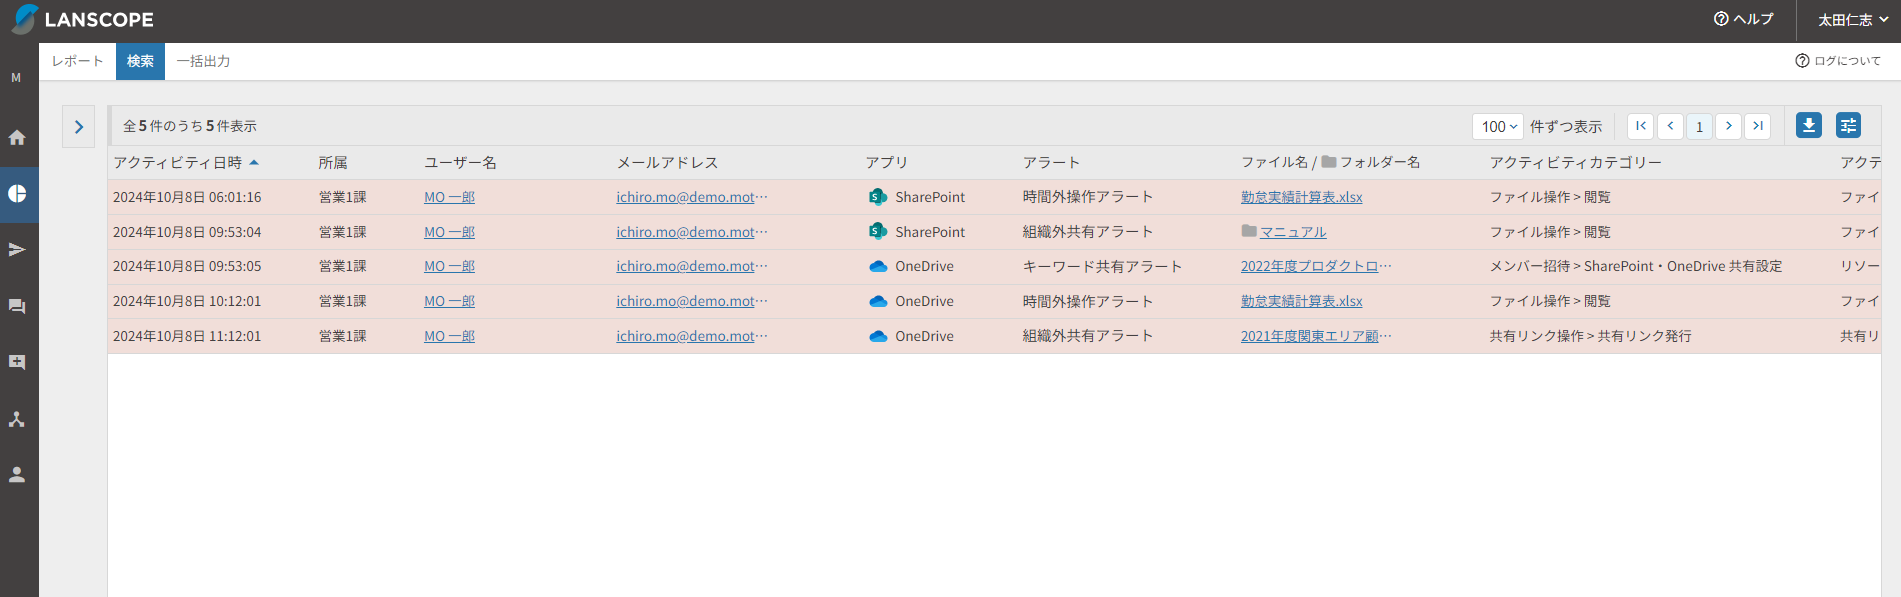 LANSCOPE ヘルプ 太田仁志
レポート 検索 一括出力 ログについて
M
全 5 件のうち 5 件表示 100 件ずつ表示 1
アクティビティ日時 所属 ユーザー名 メールアドレス アプリ アラート ファイル名 / フォルダー名 アクティビティカテゴリー アクテ
2024年10月8日 06:01:16 営業1課 MO 一郎 ichiro.mo@demo.mot… SharePoint 時間外操作アラート 勤怠実績計算表.xlsx ファイル操作 > 閲覧 ファイ
2024年10月8日 09:53:04 営業1課 MO 一郎 ichiro.mo@demo.mot… SharePoint 組織外共有アラート マニュアル ファイル操作 > 閲覧 ファイ
2024年10月8日 09:53:05 営業1課 MO 一郎 ichiro.mo@demo.mot… OneDrive キーワード共有アラート 2022年度プロダクトロ… メンバー招待 > SharePoint・OneDrive 共有設定 リソー
2024年10月8日 10:12:01 営業1課 MO 一郎 ichiro.mo@demo.mot… OneDrive 時間外操作アラート 勤怠実績計算表.xlsx ファイル操作 > 閲覧 ファイ
2024年10月8日 11:12:01 営業1課 MO 一郎 ichiro.mo@demo.mot… OneDrive 組織外共有アラート 2021年度関東エリア顧… 共有リンク操作 > 共有リンク発行 共有リ